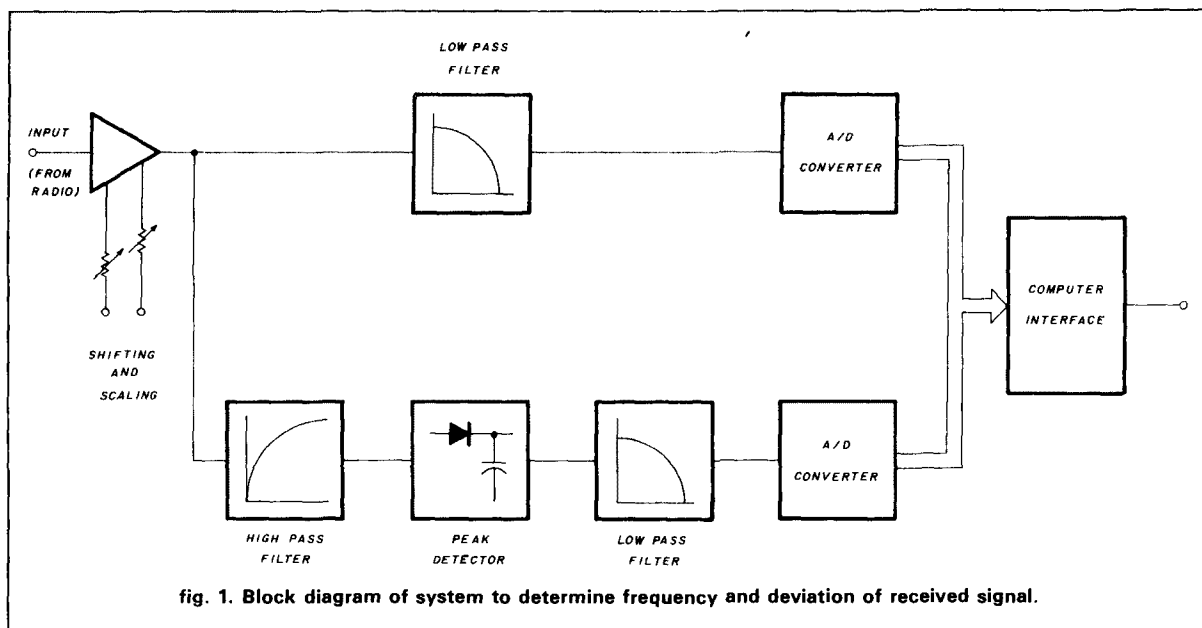 LOW PASS
FILTER
INPUT
(FROM
RADIO)
A/D
CONVERTER
SHIFTING
AND
SCALING
COMPUTER
INTERFACE
HIGH PASS
FILTER
PEAK
DETECTOR
LOW PASS
FILTER
A/D
CONVERTER
fig. 1. Block diagram of system to determine frequency and deviation of received signal.